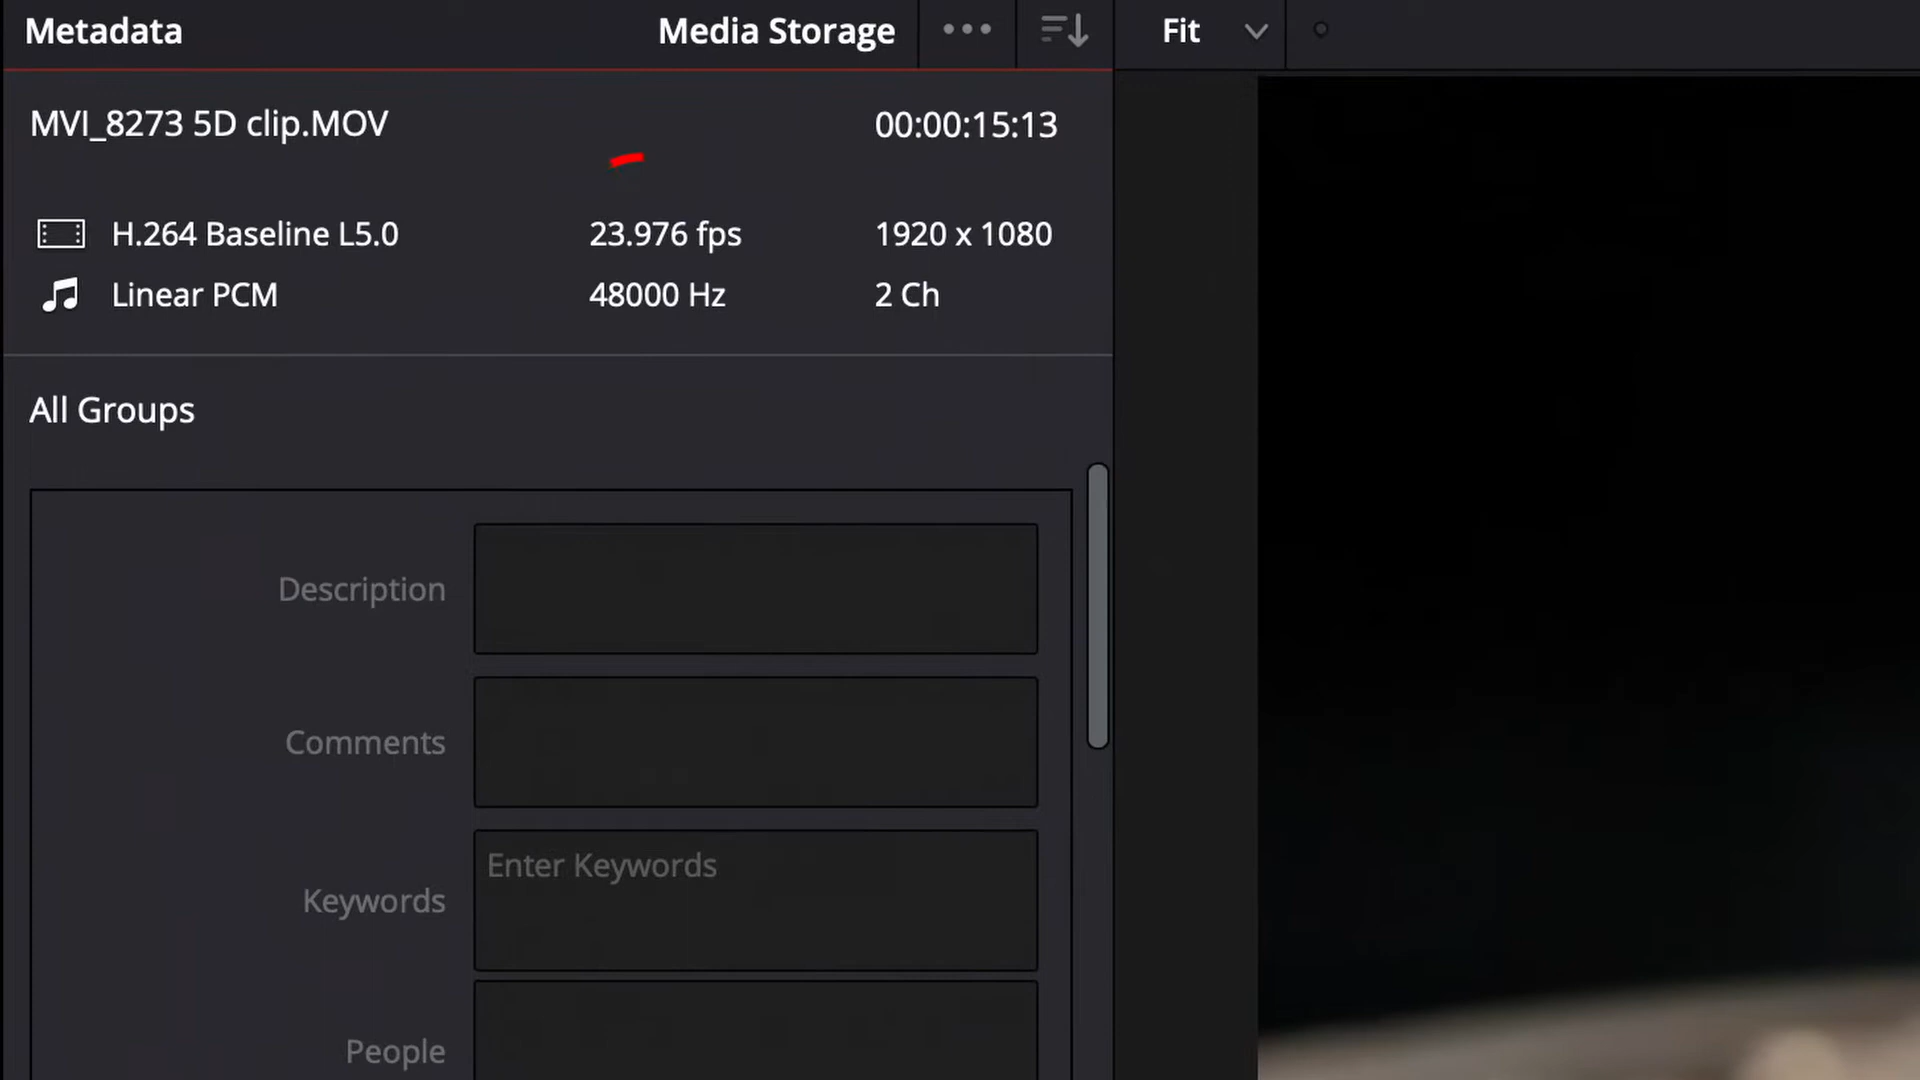 Metadata Media Storage ••• Fit
MVI_8273 5D clip.MOV 00:00:15:13
H.264 Baseline L5.0 23.976 fps 1920 x 1080
Linear PCM 48000 Hz 2 Ch
All Groups
Description
Comments
Enter Keywords
Keywords
People